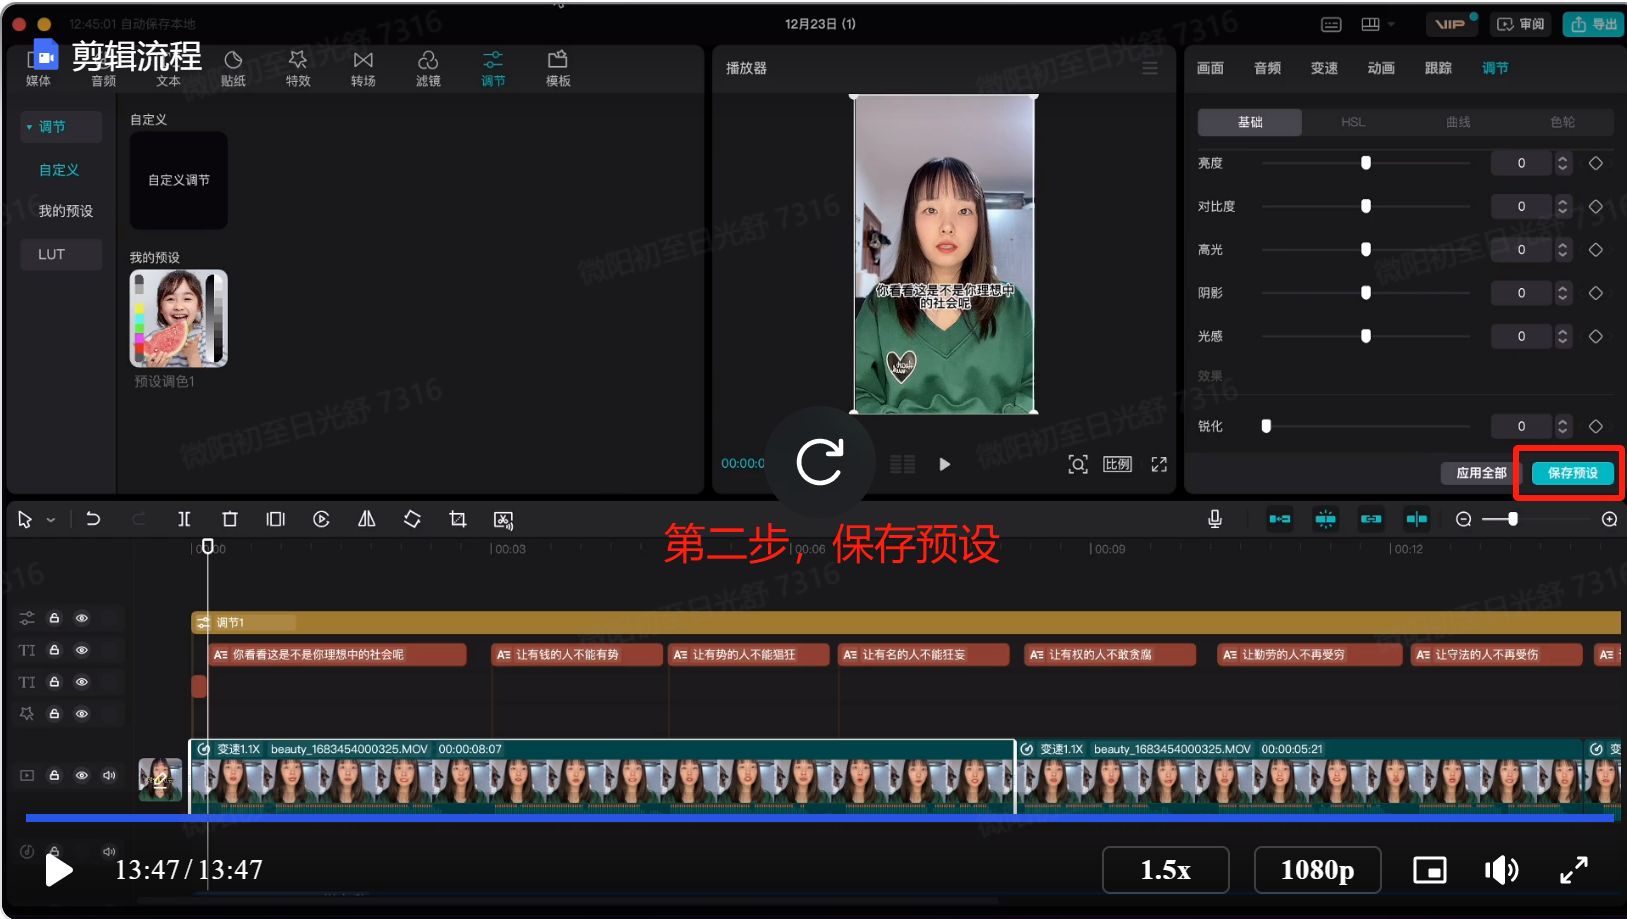 12:45:01 自动保存本地
12月23日 (1)
VIP
审阅
导出
剪辑流程
媒体
音频
文本
贴纸
特效
转场
滤镜
调节
模板
调节
自定义
我的预设
LUT
自定义
自定义调节
我的预设
预设调色1
播放器
你看看这是不是你理想中
的社会呢
00:00:0
比例
画面
音频
变速
动画
跟踪
调节
基础
HSL
曲线
色轮
亮度 0
对比度 0
高光 0
阴影 0
光感 0
效果
锐化 0
应用全部
保存预设
第二步，保存预设
00:00
00:03
00:06
00:09
00:12
调节1
你看看这是不是你理想中的社会呢
让有钱的人不能有势
让有势的人不能猖狂
让有名的人不能狂妄
让有权的人不敢贪腐
让勤劳的人不再受穷
让守法的人不再受伤
TI
TI
变速1.1X beauty_1683454000325.MOV 00:00:08:07
变速1.1X beauty_1683454000325.MOV 00:00:05:21
变
13:47/13:47
1.5x
1080p
微阳初至日光舒 7316